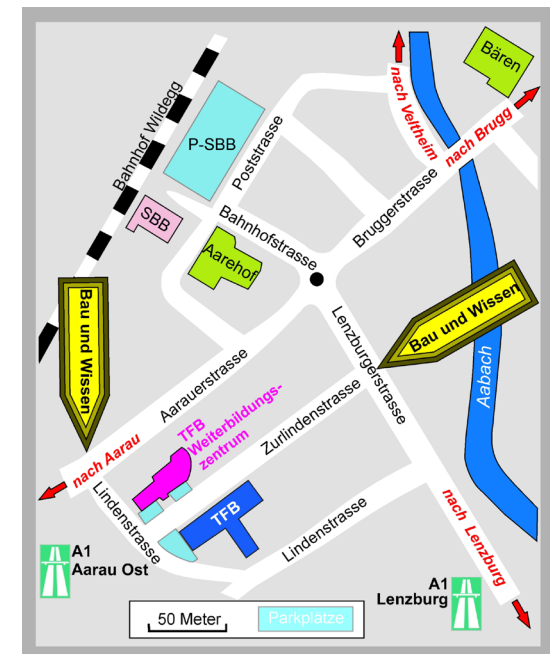 Bären
nach Veltheim
nach Brugg
Bahnhof Wildegg
P-SBB
Poststrasse
SBB
Bahnhofstrasse
Bruggerstrasse
Aarehof
Bau und Wissen
Bau und Wissen
Lenzburgerstrasse
Aabach
Aarauerstrasse
TFB
Weiterbildungs-
zentrum
Zurlindenstrasse
nach Aarau
Lindenstrasse
TFB
Lindenstrasse
nach Lenzburg
A1
Aarau Ost
A1
Lenzburg
50 Meter
Parkplätze